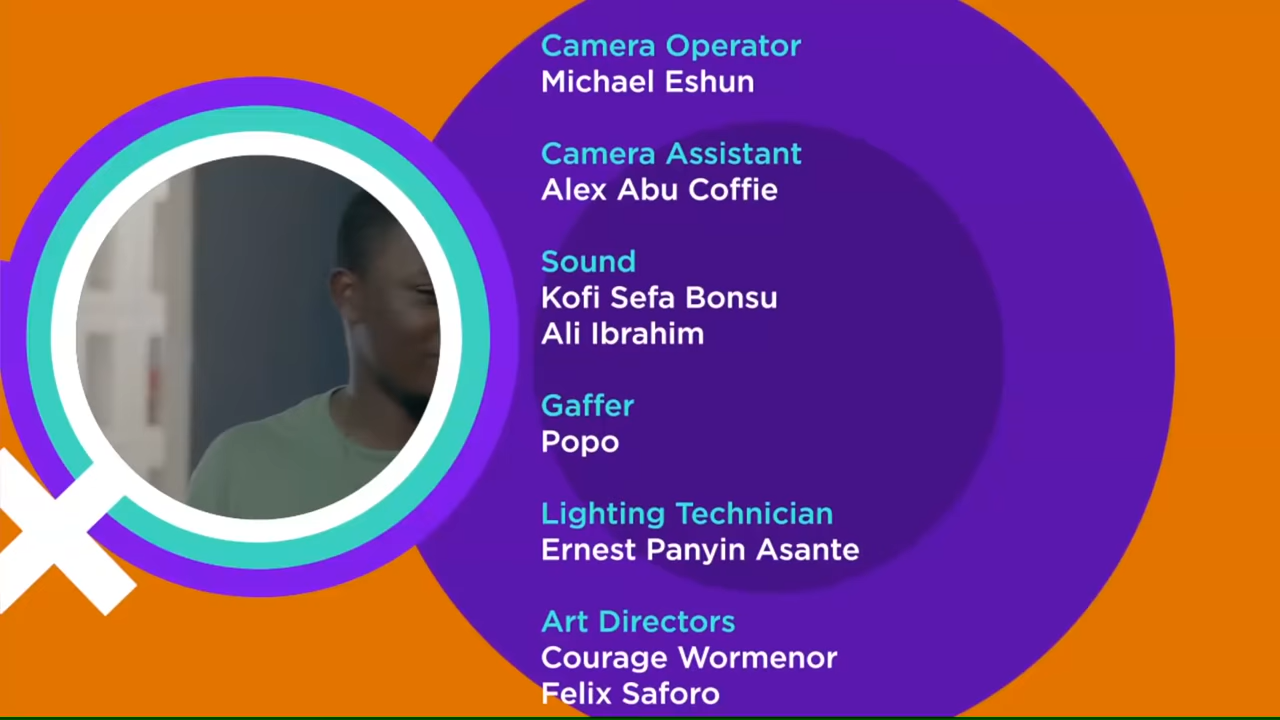 Camera Operator
Michael Eshun
Camera Assistant
Alex Abu Coffie
Sound
Kofi Sefa Bonsu
Ali Ibrahim
Gaffer
Popo
Lighting Technician
Ernest Panyin Asante
Art Directors
Courage Wormenor
Felix Saforo